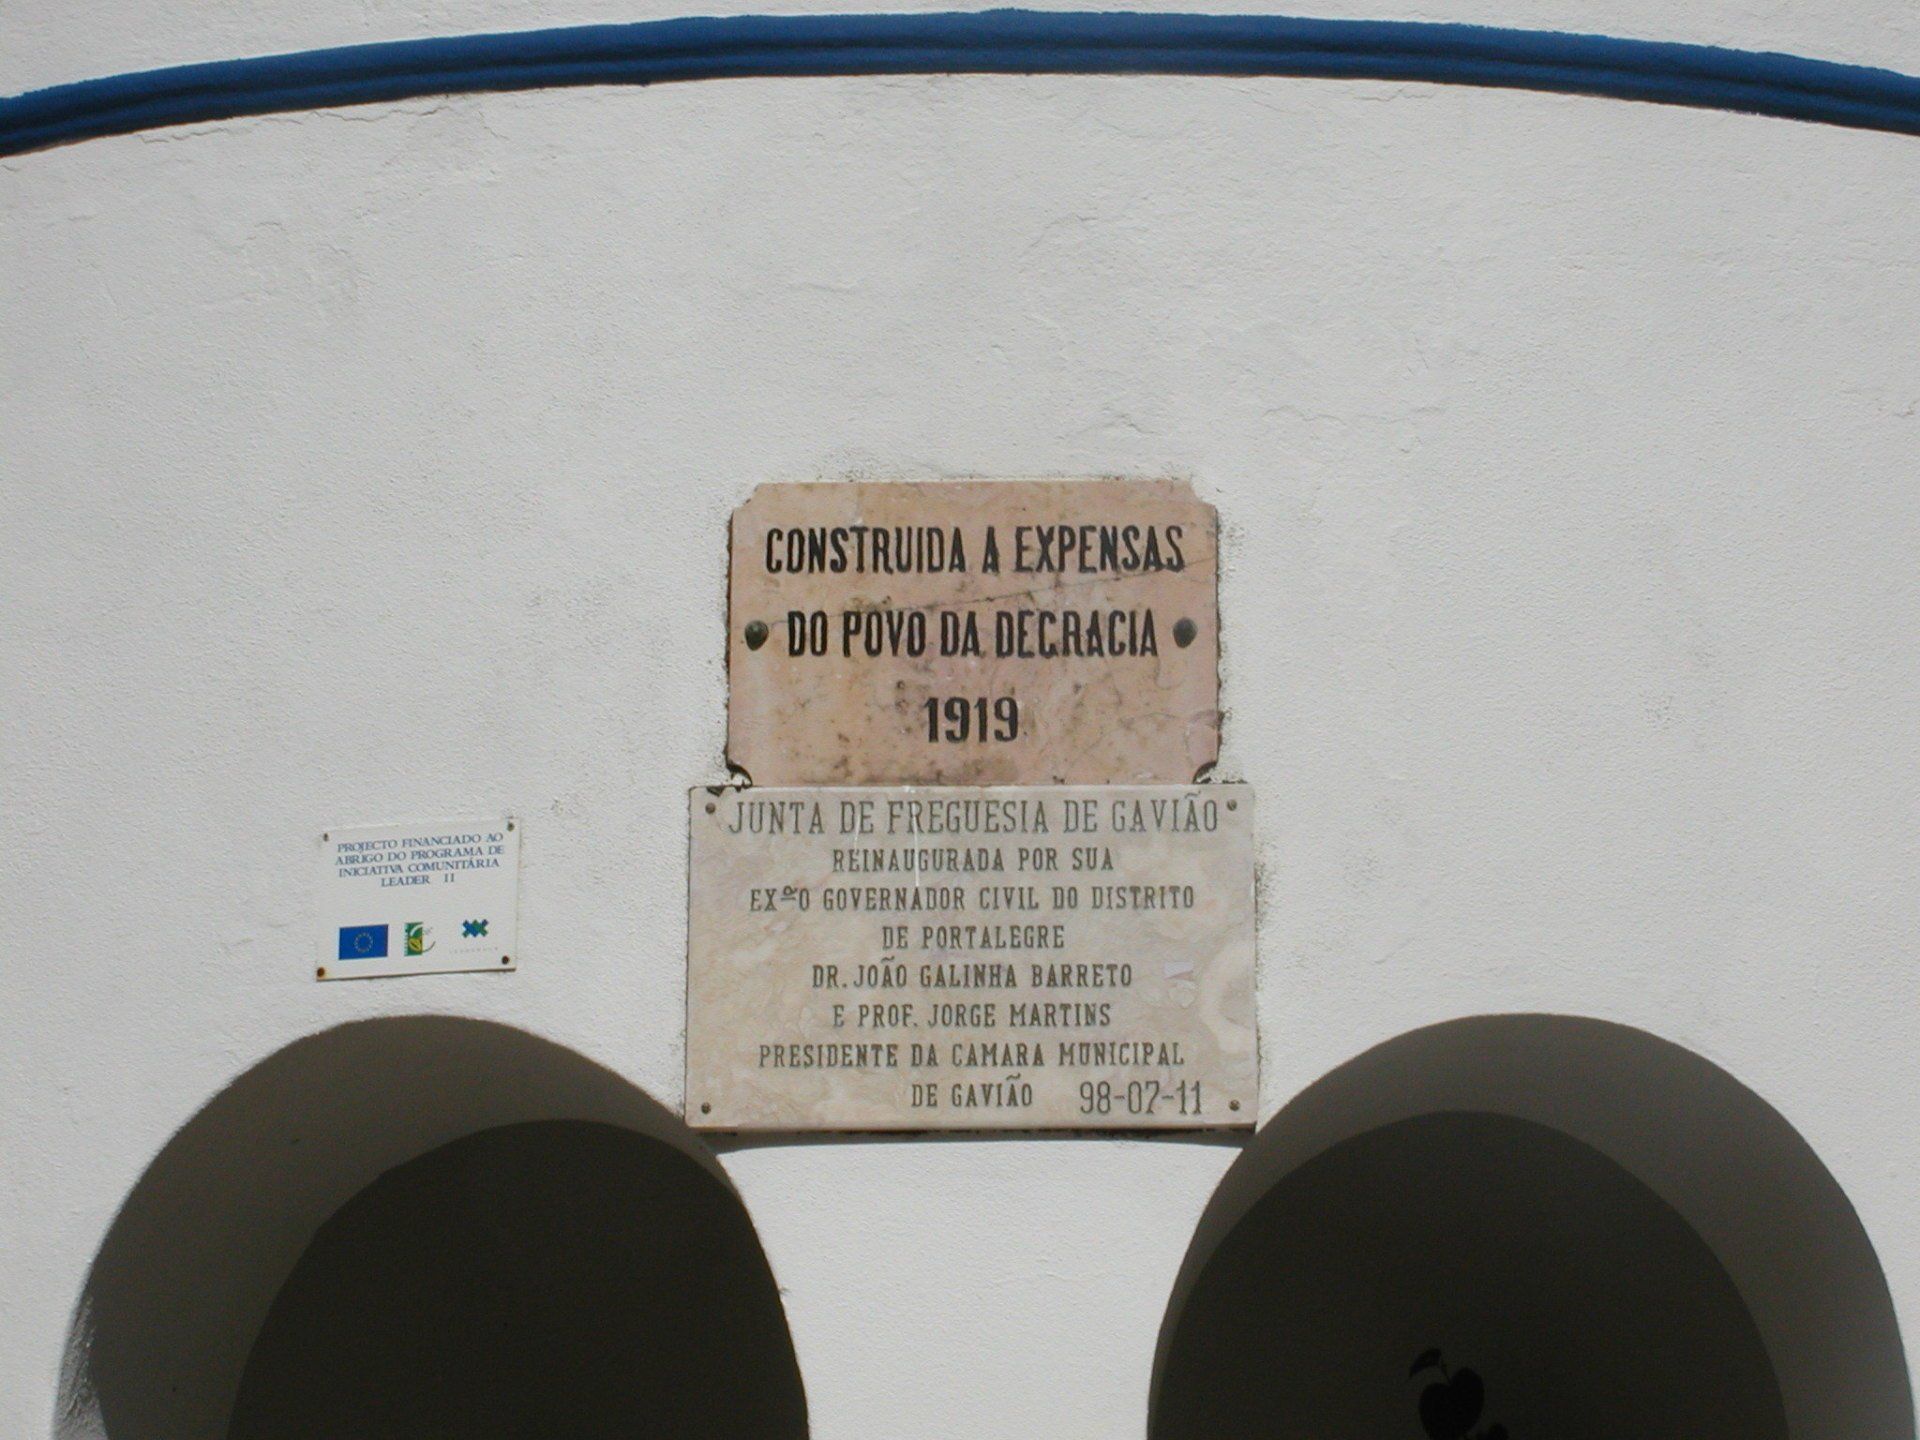 CONSTRUIDA A EXPENSAS
DO POVO DA DEGRACIA
1919
JUNTA DE FREGUESIA DE GAVIÃO
REINAUGURADA POR SUA
EXᵐO GOVERNADOR CIVIL DO DISTRITO
DE PORTALEGRE
DR. JOÃO GALINHA BARRETO
E PROF. JORGE MARTINS
PRESIDENTE DA CAMARA MUNICIPAL
DE GAVIÃO 98-07-11
PROJECTO FINANCIADO AO
ABRIGO DO PROGRAMA DE
INICIATIVA COMUNITÁRIA
LEADER II